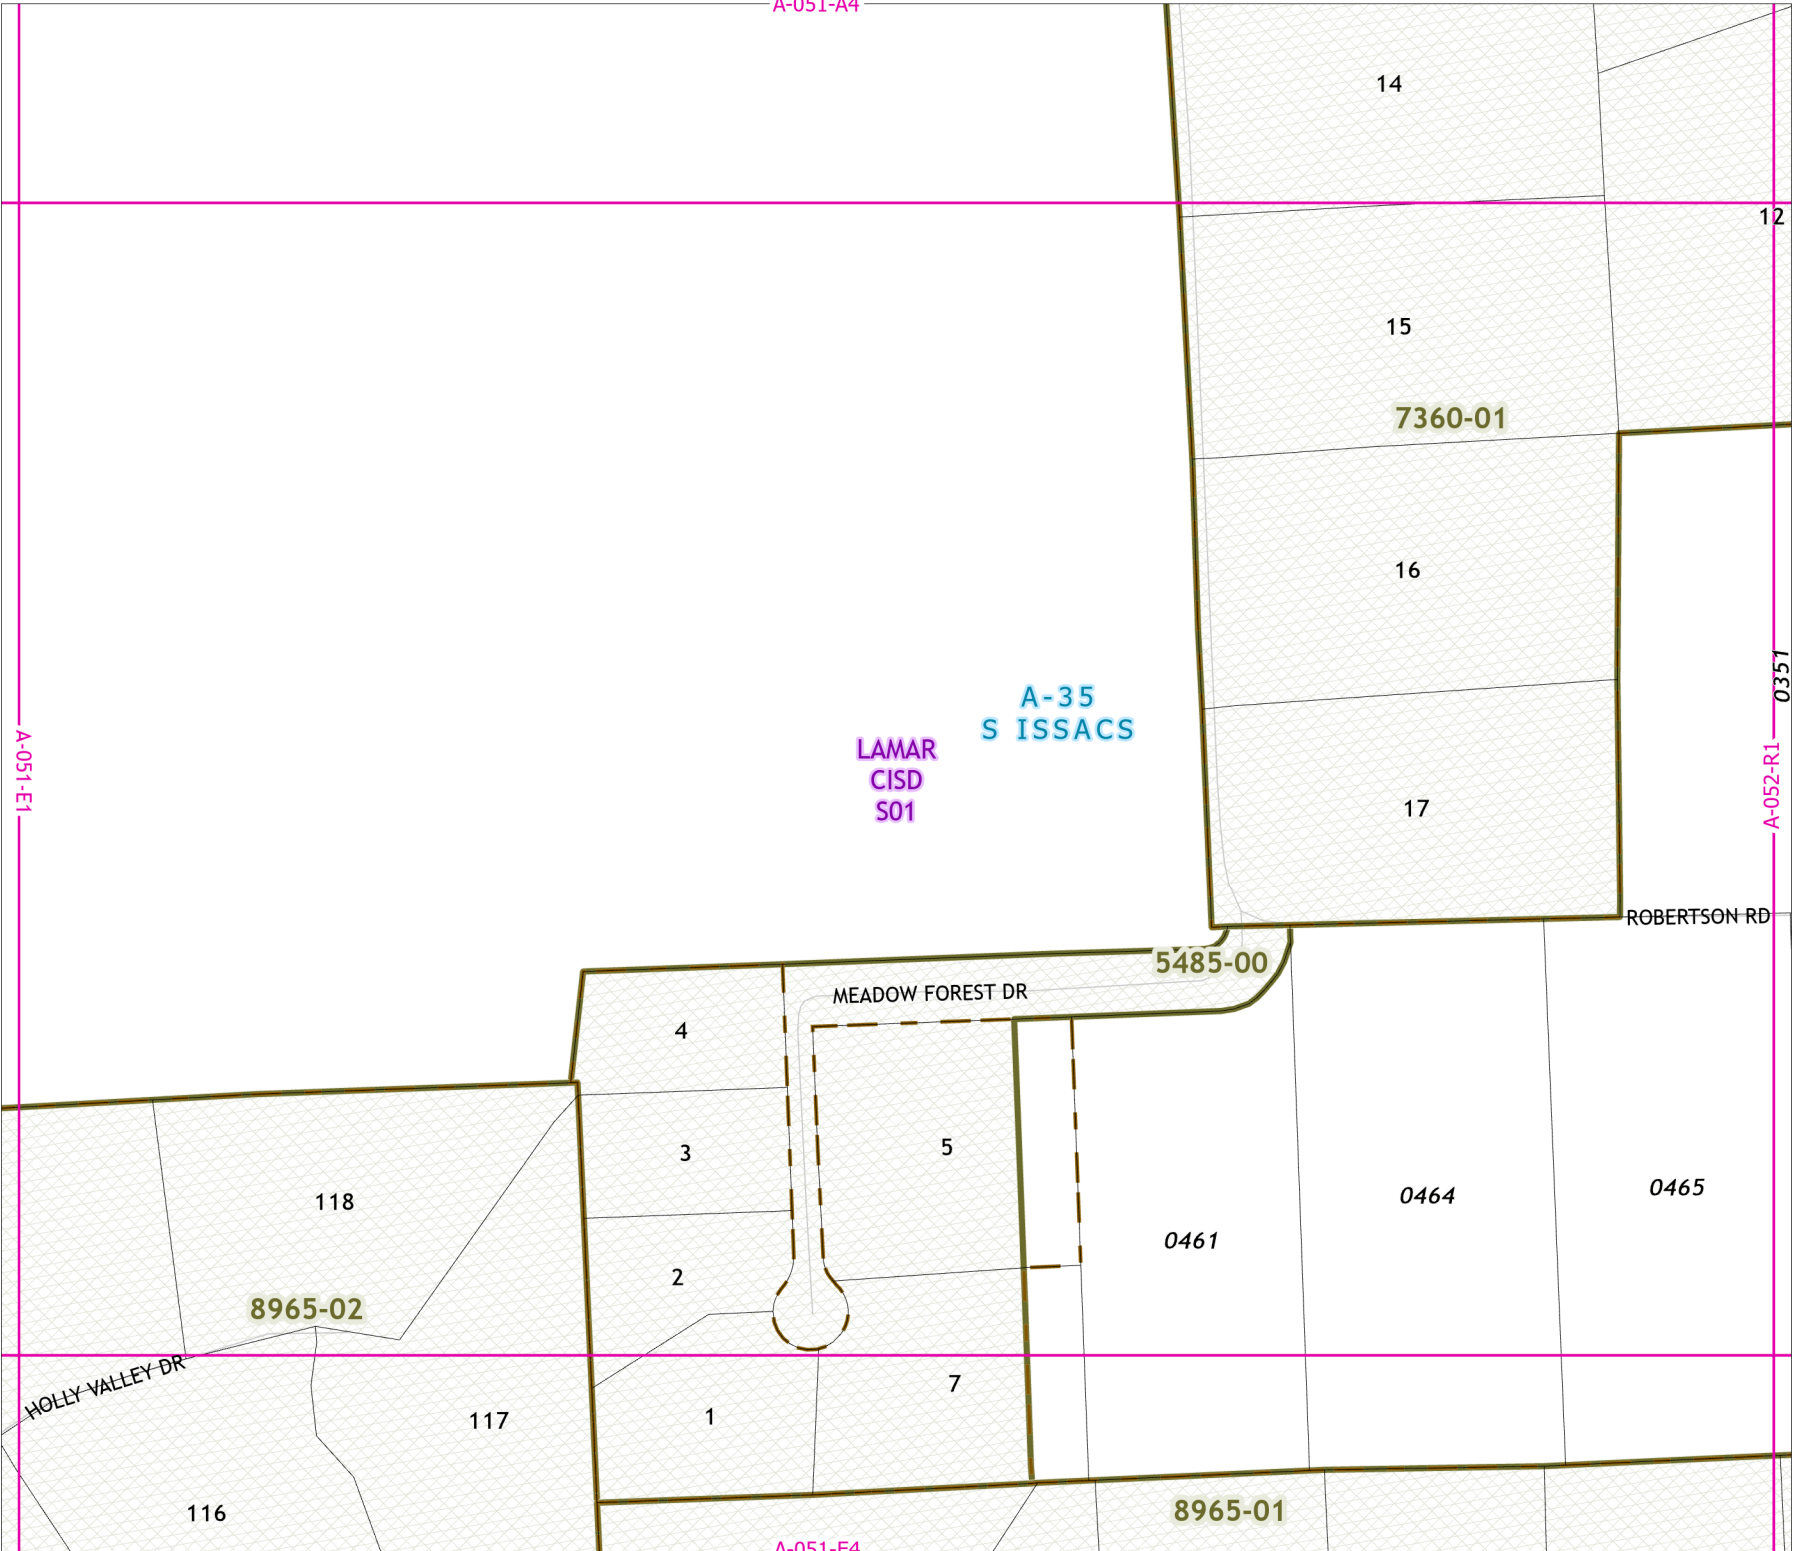 A-051-A4
14
12
15
7360-01
16
0351
A-35
S ISSACS
LAMAR
CISD
S01
A-051-E1
A-052-R1
17
ROBERTSON RD
5485-00
MEADOW FOREST DR
4
3
5
118
0464
0465
0461
2
8965-02
HOLLY VALLEY DR
7
1
117
116
8965-01
A-051-E4